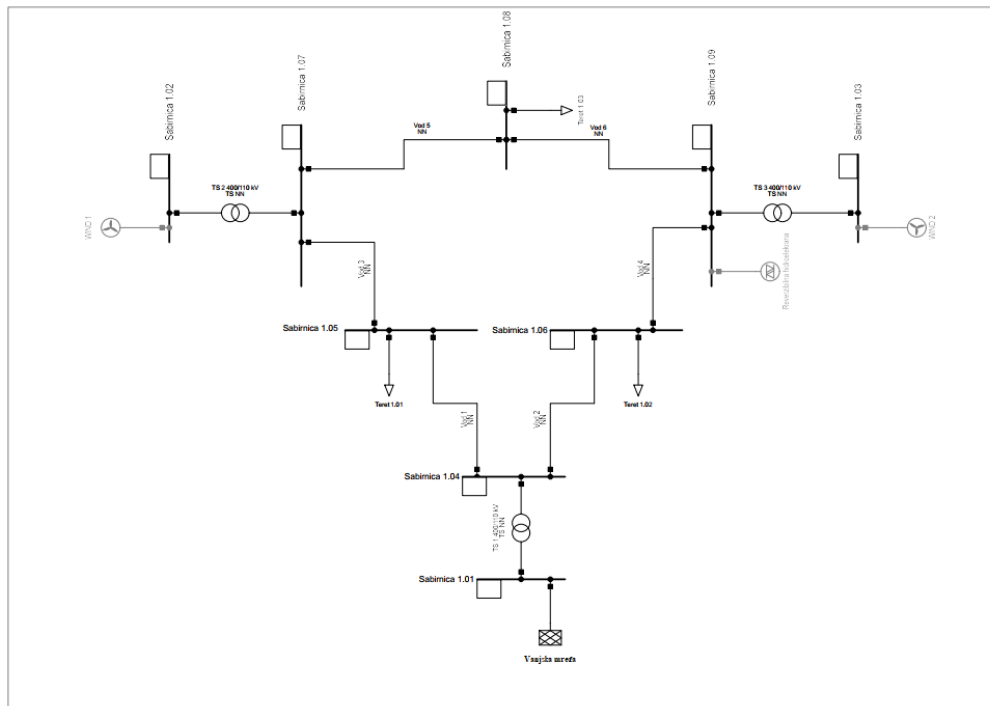 Sabirnica 1.08
Sabirnica 1.07
Sabirnica 1.09
Sabirnica 1.02
Sabirnica 1.03
Teret 1.03
Vod 5
NN
Vod 6
NN
TS 2 400/110 kV
TS NN
TS 3 400/110 kV
TS NN
WIND 1
WIND 2
Vod 3
NN
Vod 4
NN
Reverzibilna hidroelektrana
Sabirnica 1.05
Sabirnica 1.06
Teret 1.01
Teret 1.02
Vod 1
NN
Vod 2
NN
Sabirnica 1.04
TS 1 400/110 kV
TS NN
Sabirnica 1.01
Vanjska mreža